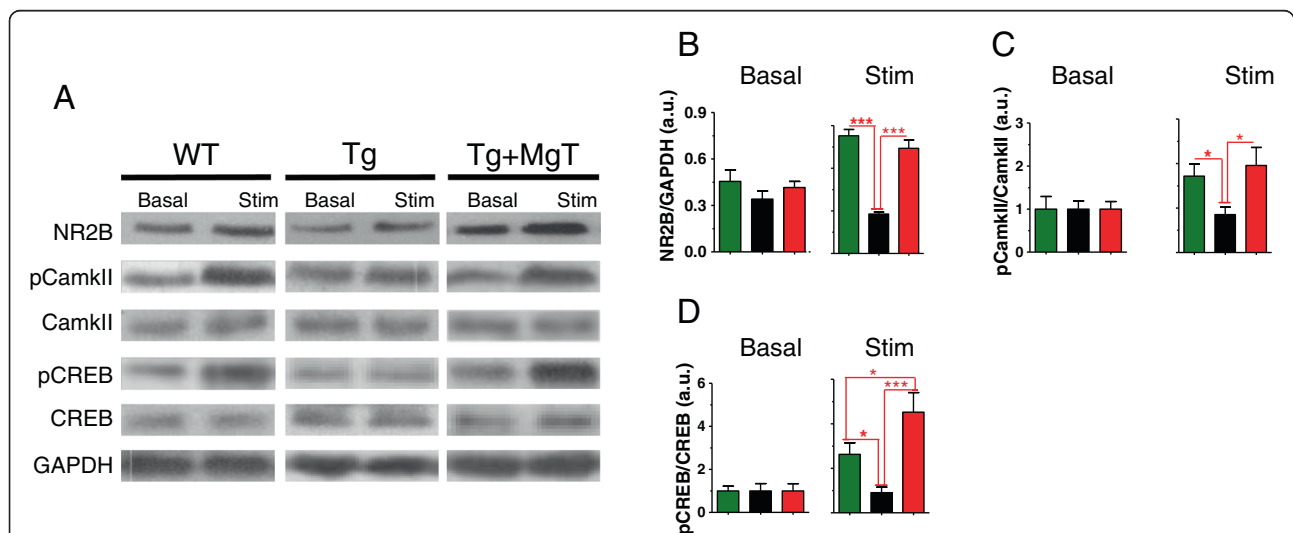 A
WT Tg Tg+MgT
Basal Stim Basal Stim Basal Stim
NR2B
pCamkII
CamkII
pCREB
CREB
GAPDH
B
Basal Stim
NR2B/GAPDH (a.u.)
0.9
0.6
0.3
0.0
*** ***
C
Basal Stim
pCamkII/CamkII (a.u.)
3
2
1
0
* *
D
Basal Stim
pCREB/CREB (a.u.)
6
4
2
0
*
***
*